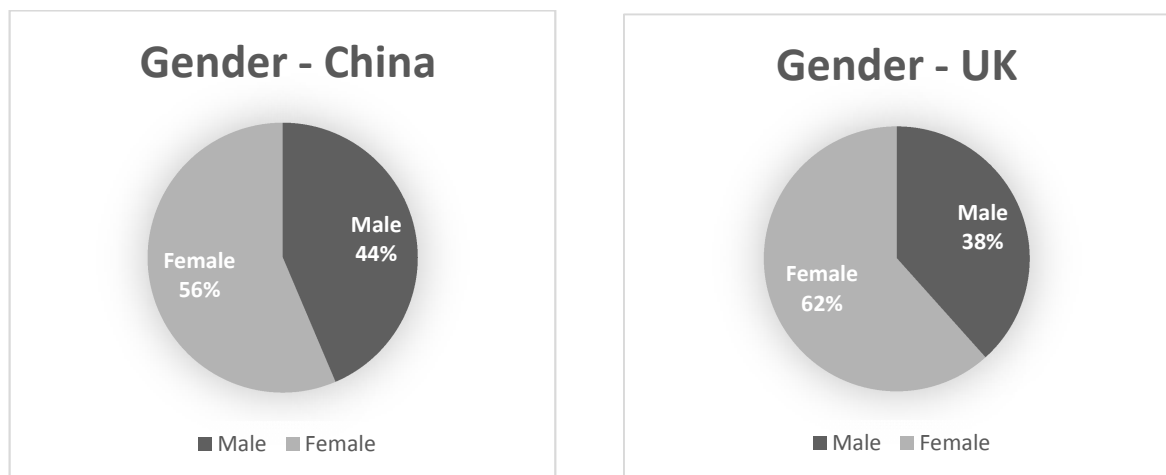 Gender - China
Male
44%
Female
56%
Male Female
Gender - UK
Male
38%
Female
62%
Male Female